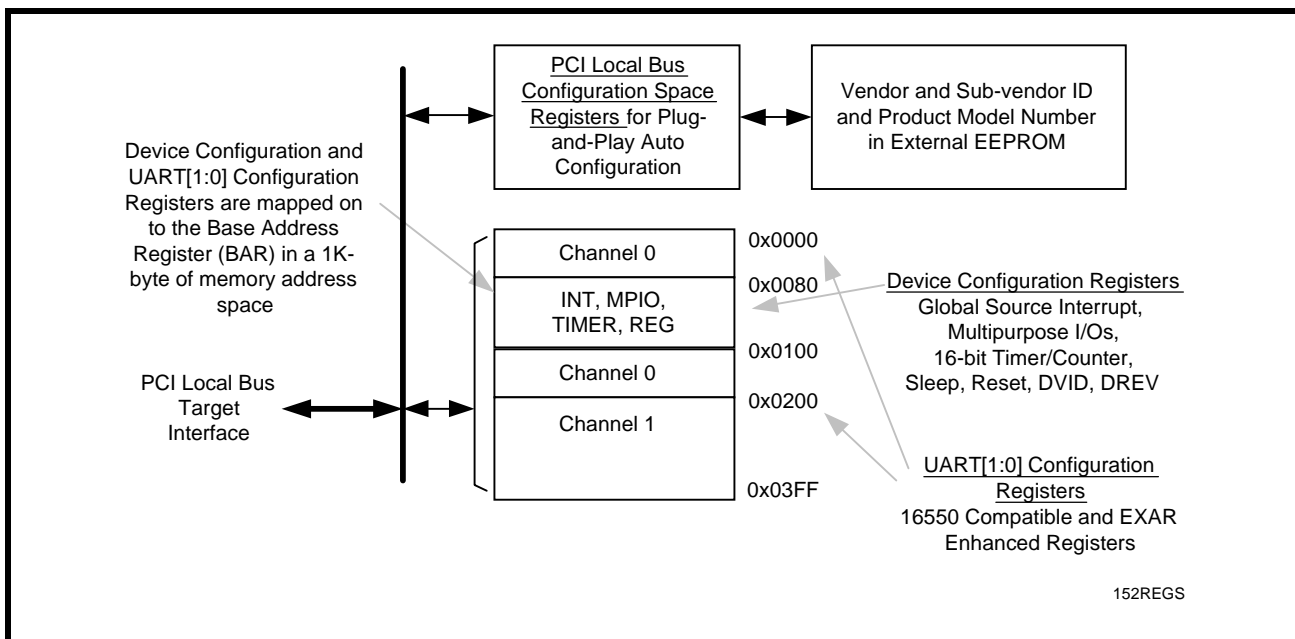 PCI Local Bus
Configuration Space
Registers for Plug-
and-Play Auto
Configuration
Vendor and Sub-vendor ID
and Product Model Number
in External EEPROM
Device Configuration and
UART[1:0] Configuration
Registers are mapped on
to the Base Address
Register (BAR) in a 1K-
byte of memory address
space
PCI Local Bus
Target
Interface
Channel 0
INT, MPIO,
TIMER, REG
Channel 0
Channel 1
0x0000
0x0080
0x0100
0x0200
0x03FF
Device Configuration Registers
Global Source Interrupt,
Multipurpose I/Os,
16-bit Timer/Counter,
Sleep, Reset, DVID, DREV
UART[1:0] Configuration
Registers
16550 Compatible and EXAR
Enhanced Registers
152REGS